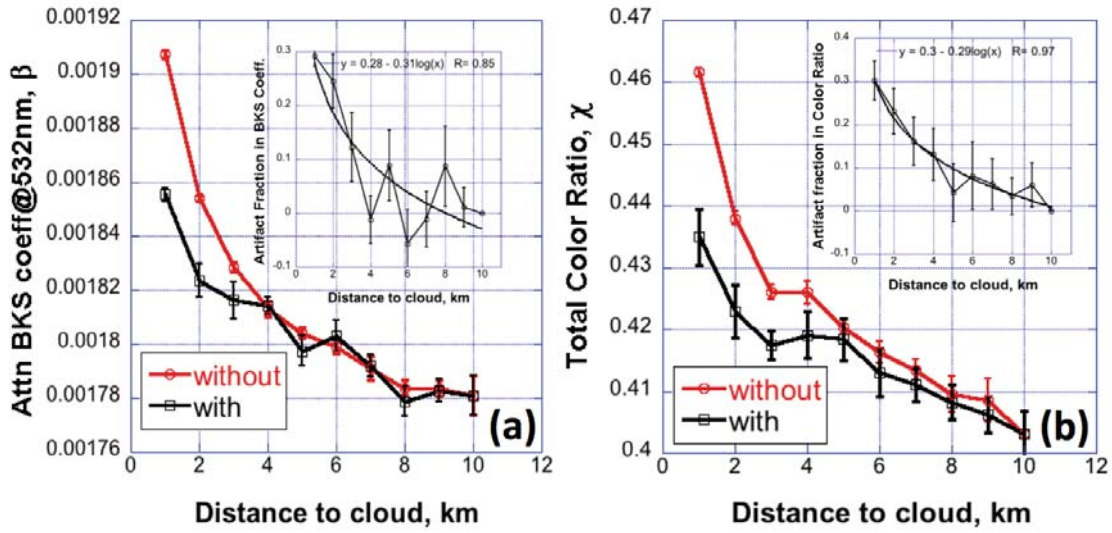 Attn BKS coeff@532nm, β
0.00192
0.0019
0.00188
0.00186
0.00184
0.00182
0.0018
0.00178
0.00176
0 2 4 6 8 10 12
Distance to cloud, km
without
with
(a)
y = 0.28 - 0.31log(x) R= 0.85
Artifact Fraction in BKS Coeff.
0.3
0.2
0.1
0
-0.1
0 2 4 6 8 10
Distance to cloud, km
Total Color Ratio, χ
0.47
0.46
0.45
0.44
0.43
0.42
0.41
0.4
0 2 4 6 8 10 12
Distance to cloud, km
without
with
(b)
y = 0.3 - 0.29log(x) R= 0.97
Artifact fraction in Color Ratio
0.4
0.3
0.2
0.1
0
-0.1
0 2 4 6 8 10
Distance to cloud, km